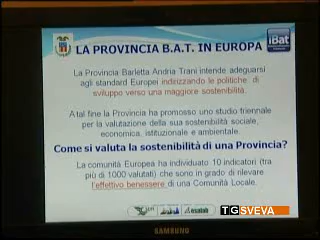 LA PROVINCIA B.A.T. IN EUROPA
iBat
La Provincia Barletta Andria Trani intende adeguarsi
agli standard Europei indirizzando le politiche di
sviluppo verso una maggiore sostenibilità.
A tal fine la Provincia ha promosso uno studio triennale
per la valutazione della sua sostenibilità sociale,
economica, istituzionale e ambientale.
Come si valuta la sostenibilità di una Provincia?
La comunità Europea ha individuato 10 indicatori (tra
più di 1000 valutati) che sono in grado di rilevare
l'effettivo benessere di una Comunità Locale.
TGSVEVA
SAMSUNG